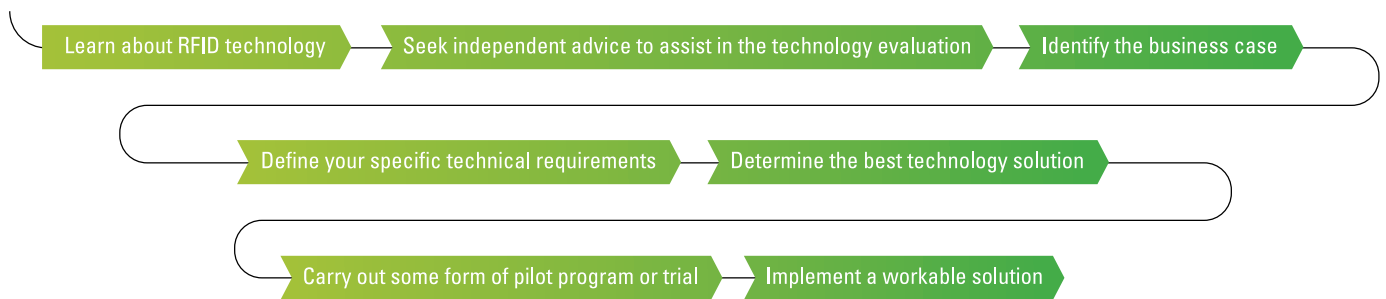 Learn about RFID technology
Seek independent advice to assist in the technology evaluation
Identify the business case
Define your specific technical requirements
Determine the best technology solution
Carry out some form of pilot program or trial
Implement a workable solution